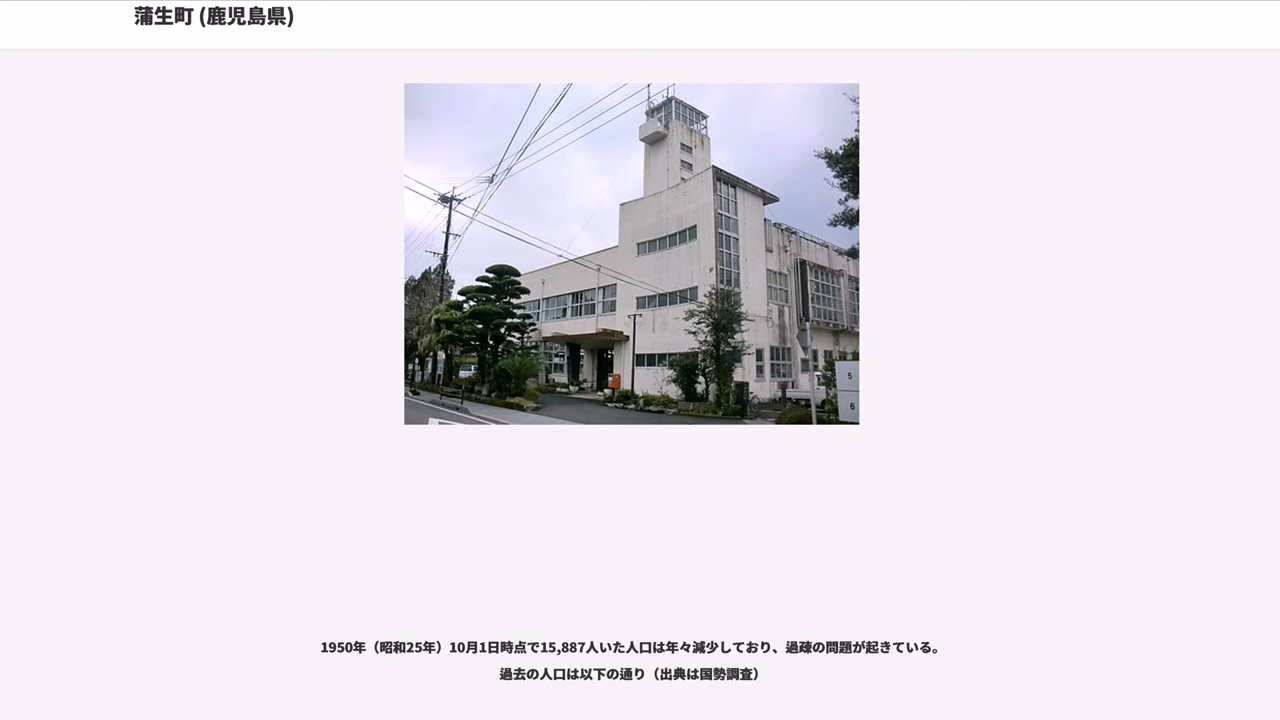 蒲生町 (鹿児島県)
5
6
1950年（昭和25年）10月1日時点で15,887人いた人口は年々減少しており、過疎の問題が起きている。
過去の人口は以下の通り（出典は国勢調査）